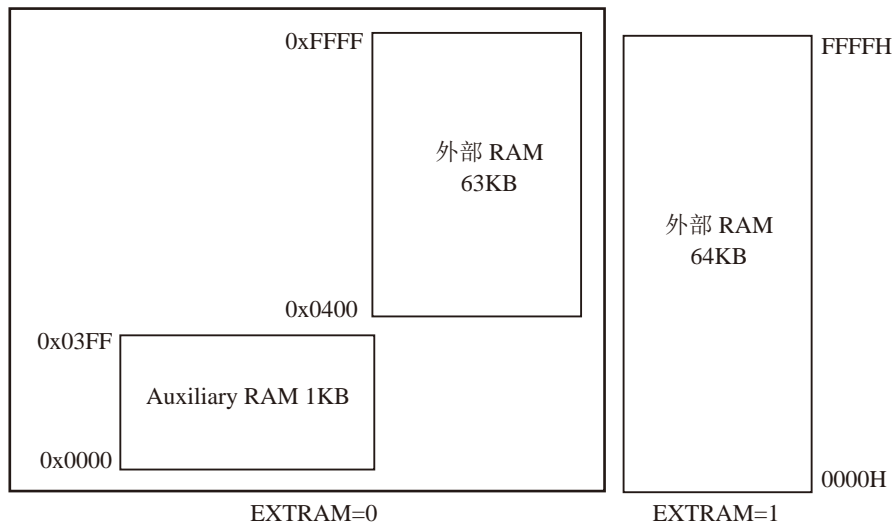 0xFFFF
外部 RAM
63KB
0x0400
0x03FF
Auxiliary RAM 1KB
0x0000
EXTRAM=0
FFFFH
外部 RAM
64KB
0000H
EXTRAM=1